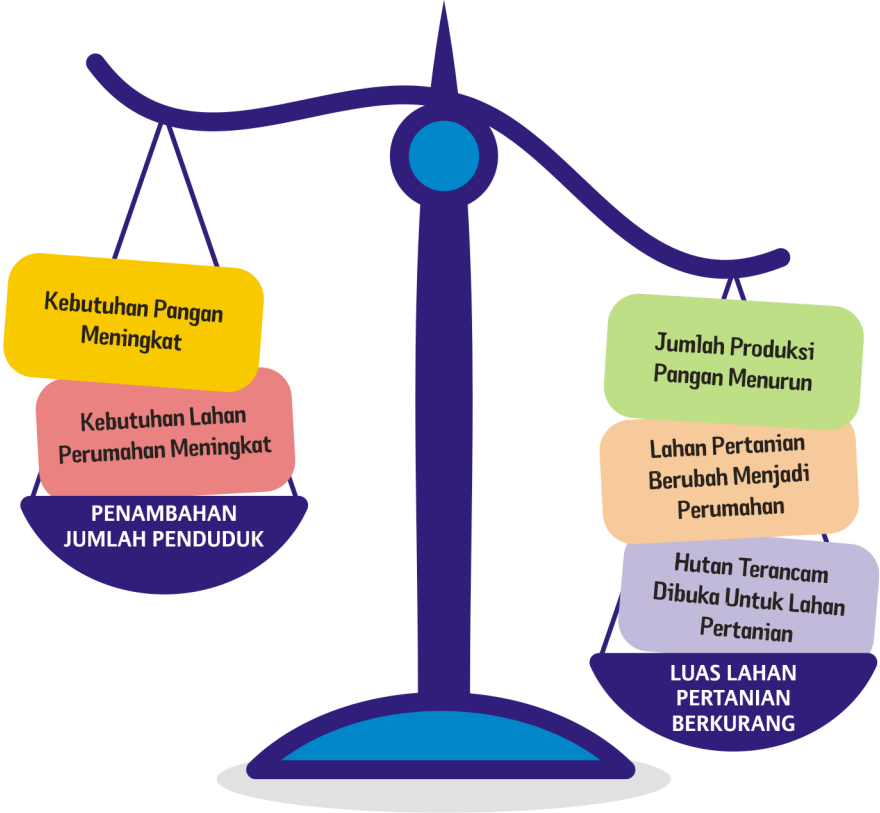 Kebutuhan Pangan
Meningkat
Kebutuhan Lahan
Perumahan Meningkat
PENAMBAHAN
JUMLAH PENDUDUK
Jumlah Produksi
Pangan Menurun
Lahan Pertanian
Berubah Menjadi
Perumahan
Hutan Terancam
Dibuka Untuk Lahan
Pertanian
LUAS LAHAN
PERTANIAN
BERKURANG